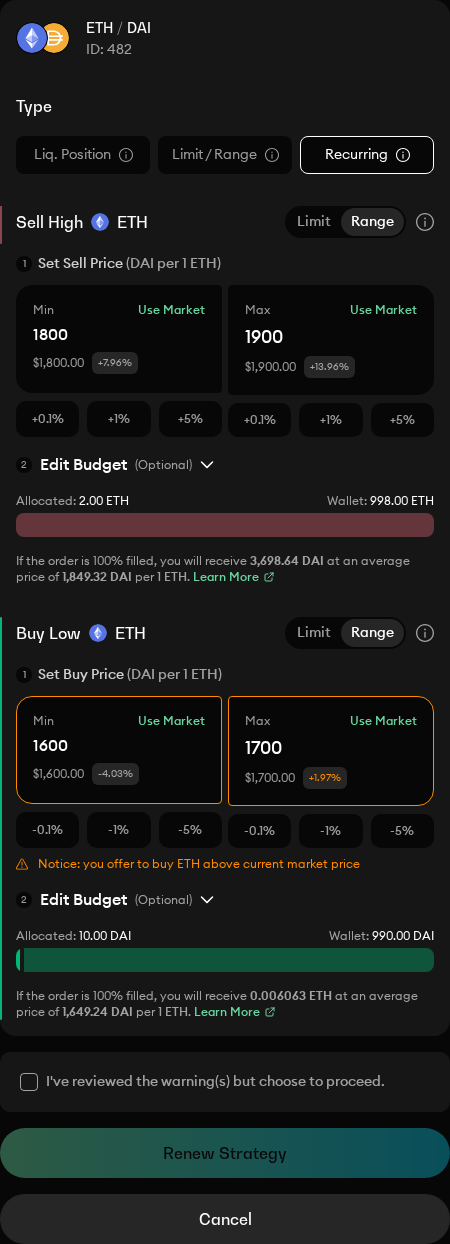 ETH / DAI
ID: 482
Type
Liq. Position Limit / Range Recurring
Sell High ETH Limit Range
1 Set Sell Price (DAI per 1 ETH)
Min Use Market Max Use Market
1800 1900
$1,800.00 +7.96% $1,900.00 +13.96%
+0.1% +1% +5% +0.1% +1% +5%
2 Edit Budget (Optional)
Allocated: 2.00 ETH Wallet: 998.00 ETH
If the order is 100% filled, you will receive 3,698.64 DAI at an average
price of 1,849.32 DAI per 1 ETH. Learn More
Buy Low ETH Limit Range
1 Set Buy Price (DAI per 1 ETH)
Min Use Market Max Use Market
1600 1700
$1,600.00 -4.03% $1,700.00 +1.97%
-0.1% -1% -5% -0.1% -1% -5%
Notice: you offer to buy ETH above current market price
2 Edit Budget (Optional)
Allocated: 10.00 DAI Wallet: 990.00 DAI
If the order is 100% filled, you will receive 0.006063 ETH at an average
price of 1,649.24 DAI per 1 ETH. Learn More
I've reviewed the warning(s) but choose to proceed.
Renew Strategy
Cancel